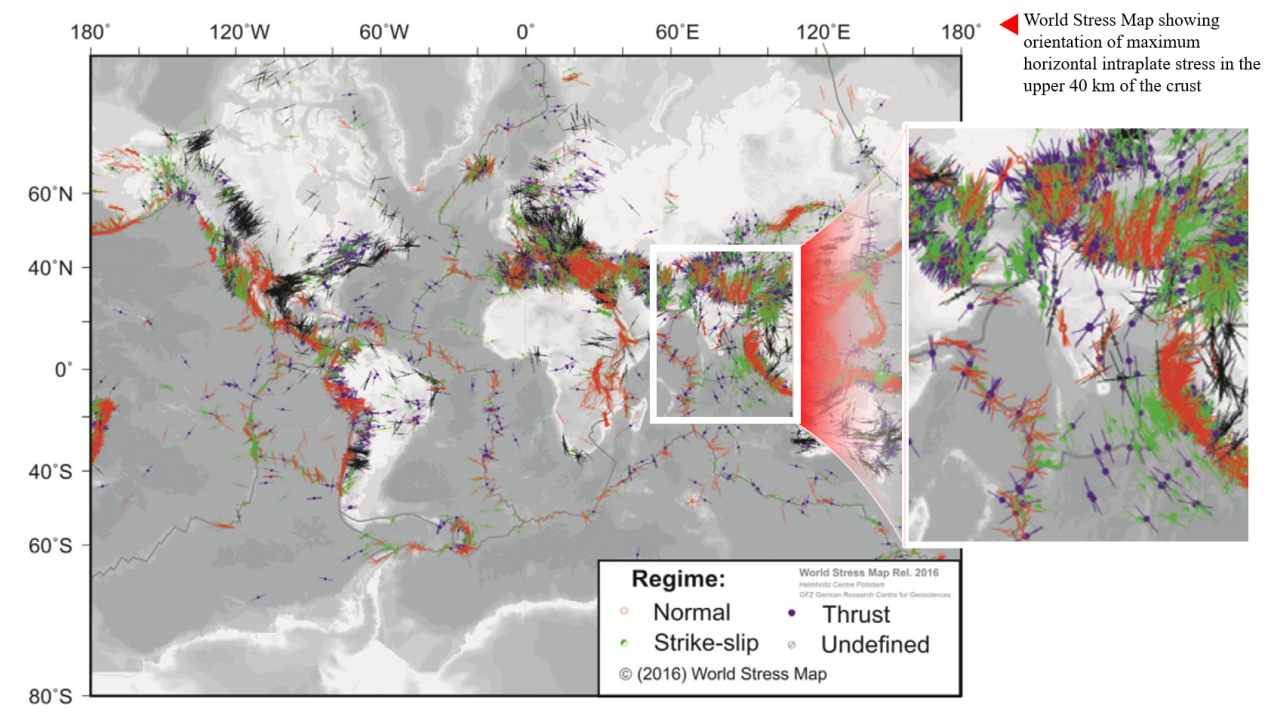 180°
120°W
60°W
0°
60°E
120°E
180°
World Stress Map showing
orientation of maximum
horizontal intraplate stress in the
upper 40 km of the crust
60°N
40°N
0°
40°S
60°S
80°S
Regime:
World Stress Map Rel. 2016
Helmholtz Centre Potsdam
GFZ German Research Centre for Geosciences
Normal
Thrust
Strike-slip
Undefined
© (2016) World Stress Map